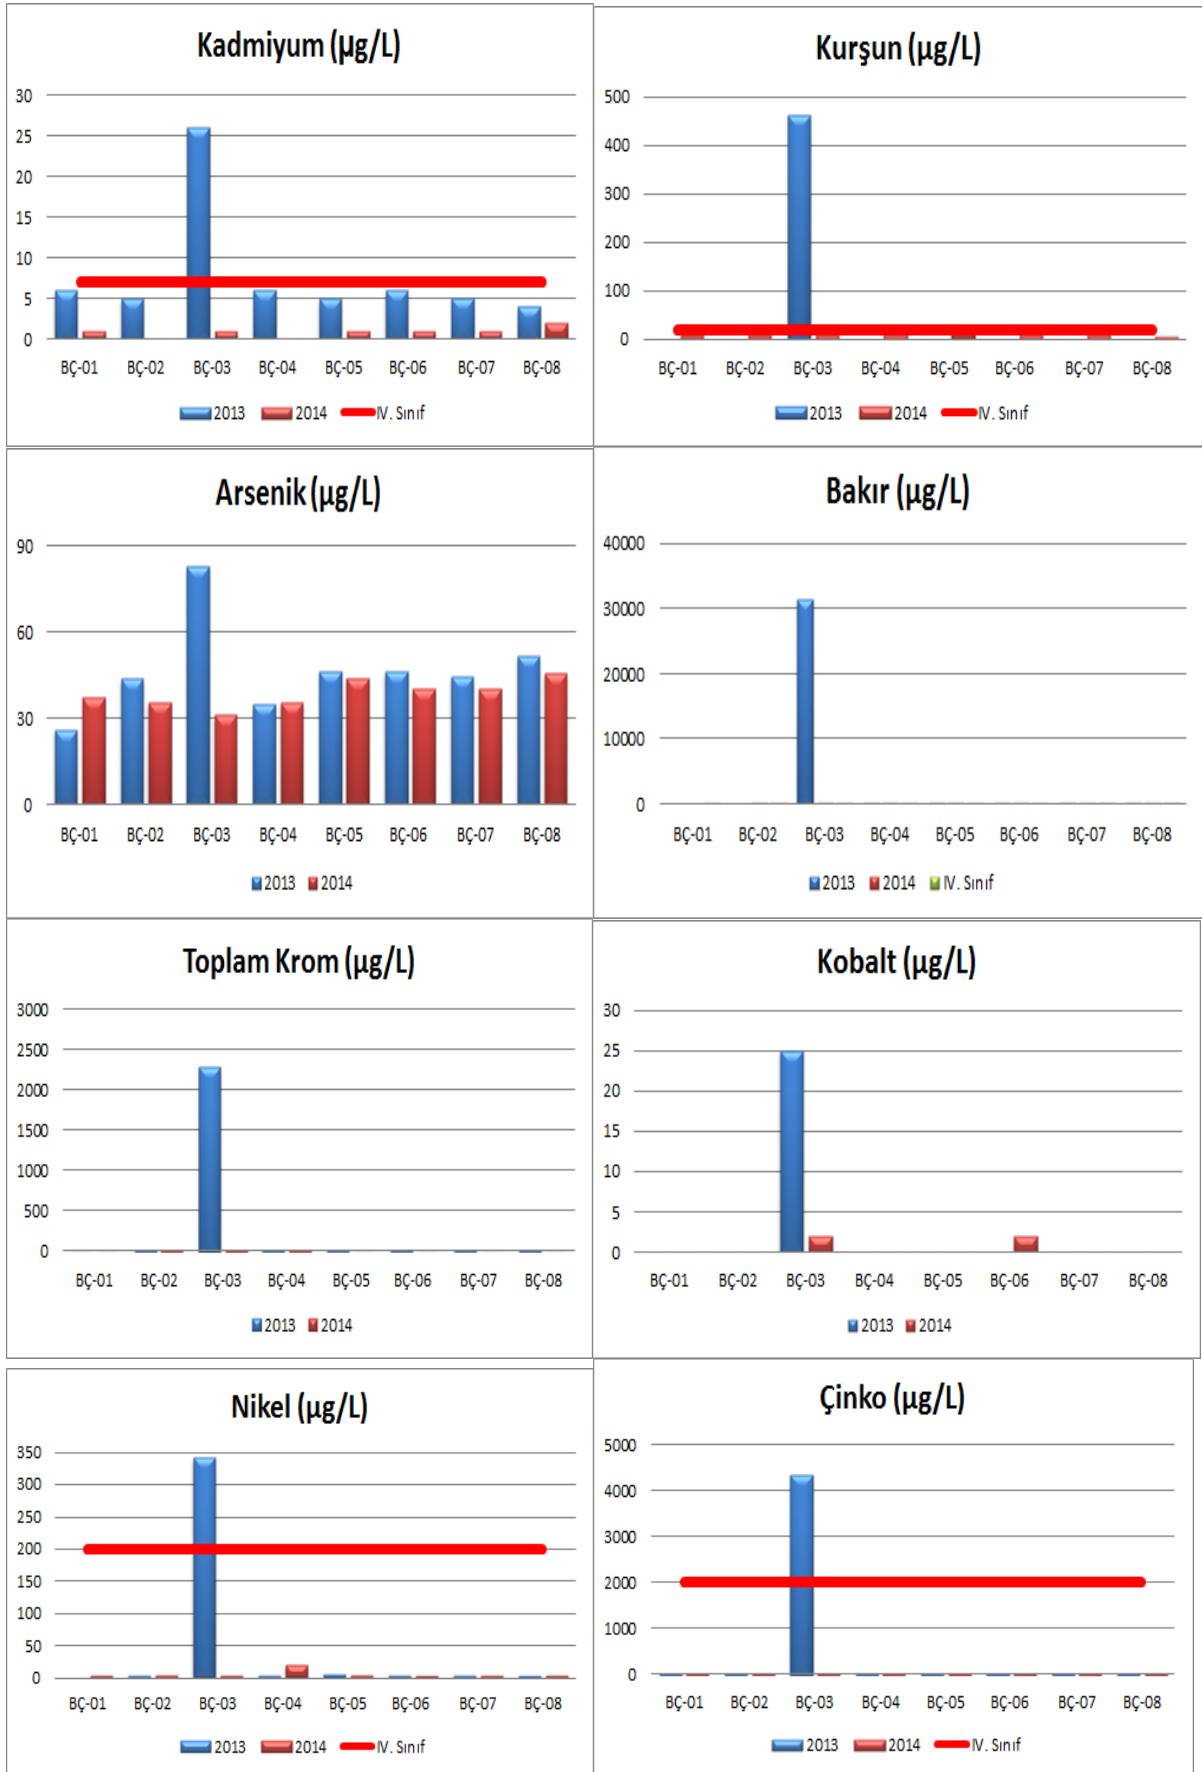 Kadmiyum (µg/L)
30
25
20
15
10
5
0
BÇ-01 BÇ-02 BÇ-03 BÇ-04 BÇ-05 BÇ-06 BÇ-07 BÇ-08
2013 2014 IV. Sınıf
Kurşun (µg/L)
500
400
300
200
100
0
BÇ-01 BÇ-02 BÇ-03 BÇ-04 BÇ-05 BÇ-06 BÇ-07 BÇ-08
2013 2014 IV. Sınıf
Arsenik (µg/L)
90
60
30
0
BÇ-01 BÇ-02 BÇ-03 BÇ-04 BÇ-05 BÇ-06 BÇ-07 BÇ-08
2013 2014
Bakır (µg/L)
40000
30000
20000
10000
0
BÇ-01 BÇ-02 BÇ-03 BÇ-04 BÇ-05 BÇ-06 BÇ-07 BÇ-08
2013 2014 IV. Sınıf
Toplam Krom (µg/L)
3000
2500
2000
1500
1000
500
0
BÇ-01 BÇ-02 BÇ-03 BÇ-04 BÇ-05 BÇ-06 BÇ-07 BÇ-08
2013 2014
Kobalt (µg/L)
30
25
20
15
10
5
0
BÇ-01 BÇ-02 BÇ-03 BÇ-04 BÇ-05 BÇ-06 BÇ-07 BÇ-08
2013 2014
Nikel (µg/L)
350
300
250
200
150
100
50
0
BÇ-01 BÇ-02 BÇ-03 BÇ-04 BÇ-05 BÇ-06 BÇ-07 BÇ-08
2013 2014 IV. Sınıf
Çinko (µg/L)
5000
4000
3000
2000
1000
0
BÇ-01 BÇ-02 BÇ-03 BÇ-04 BÇ-05 BÇ-06 BÇ-07 BÇ-08
2013 2014 IV. Sınıf